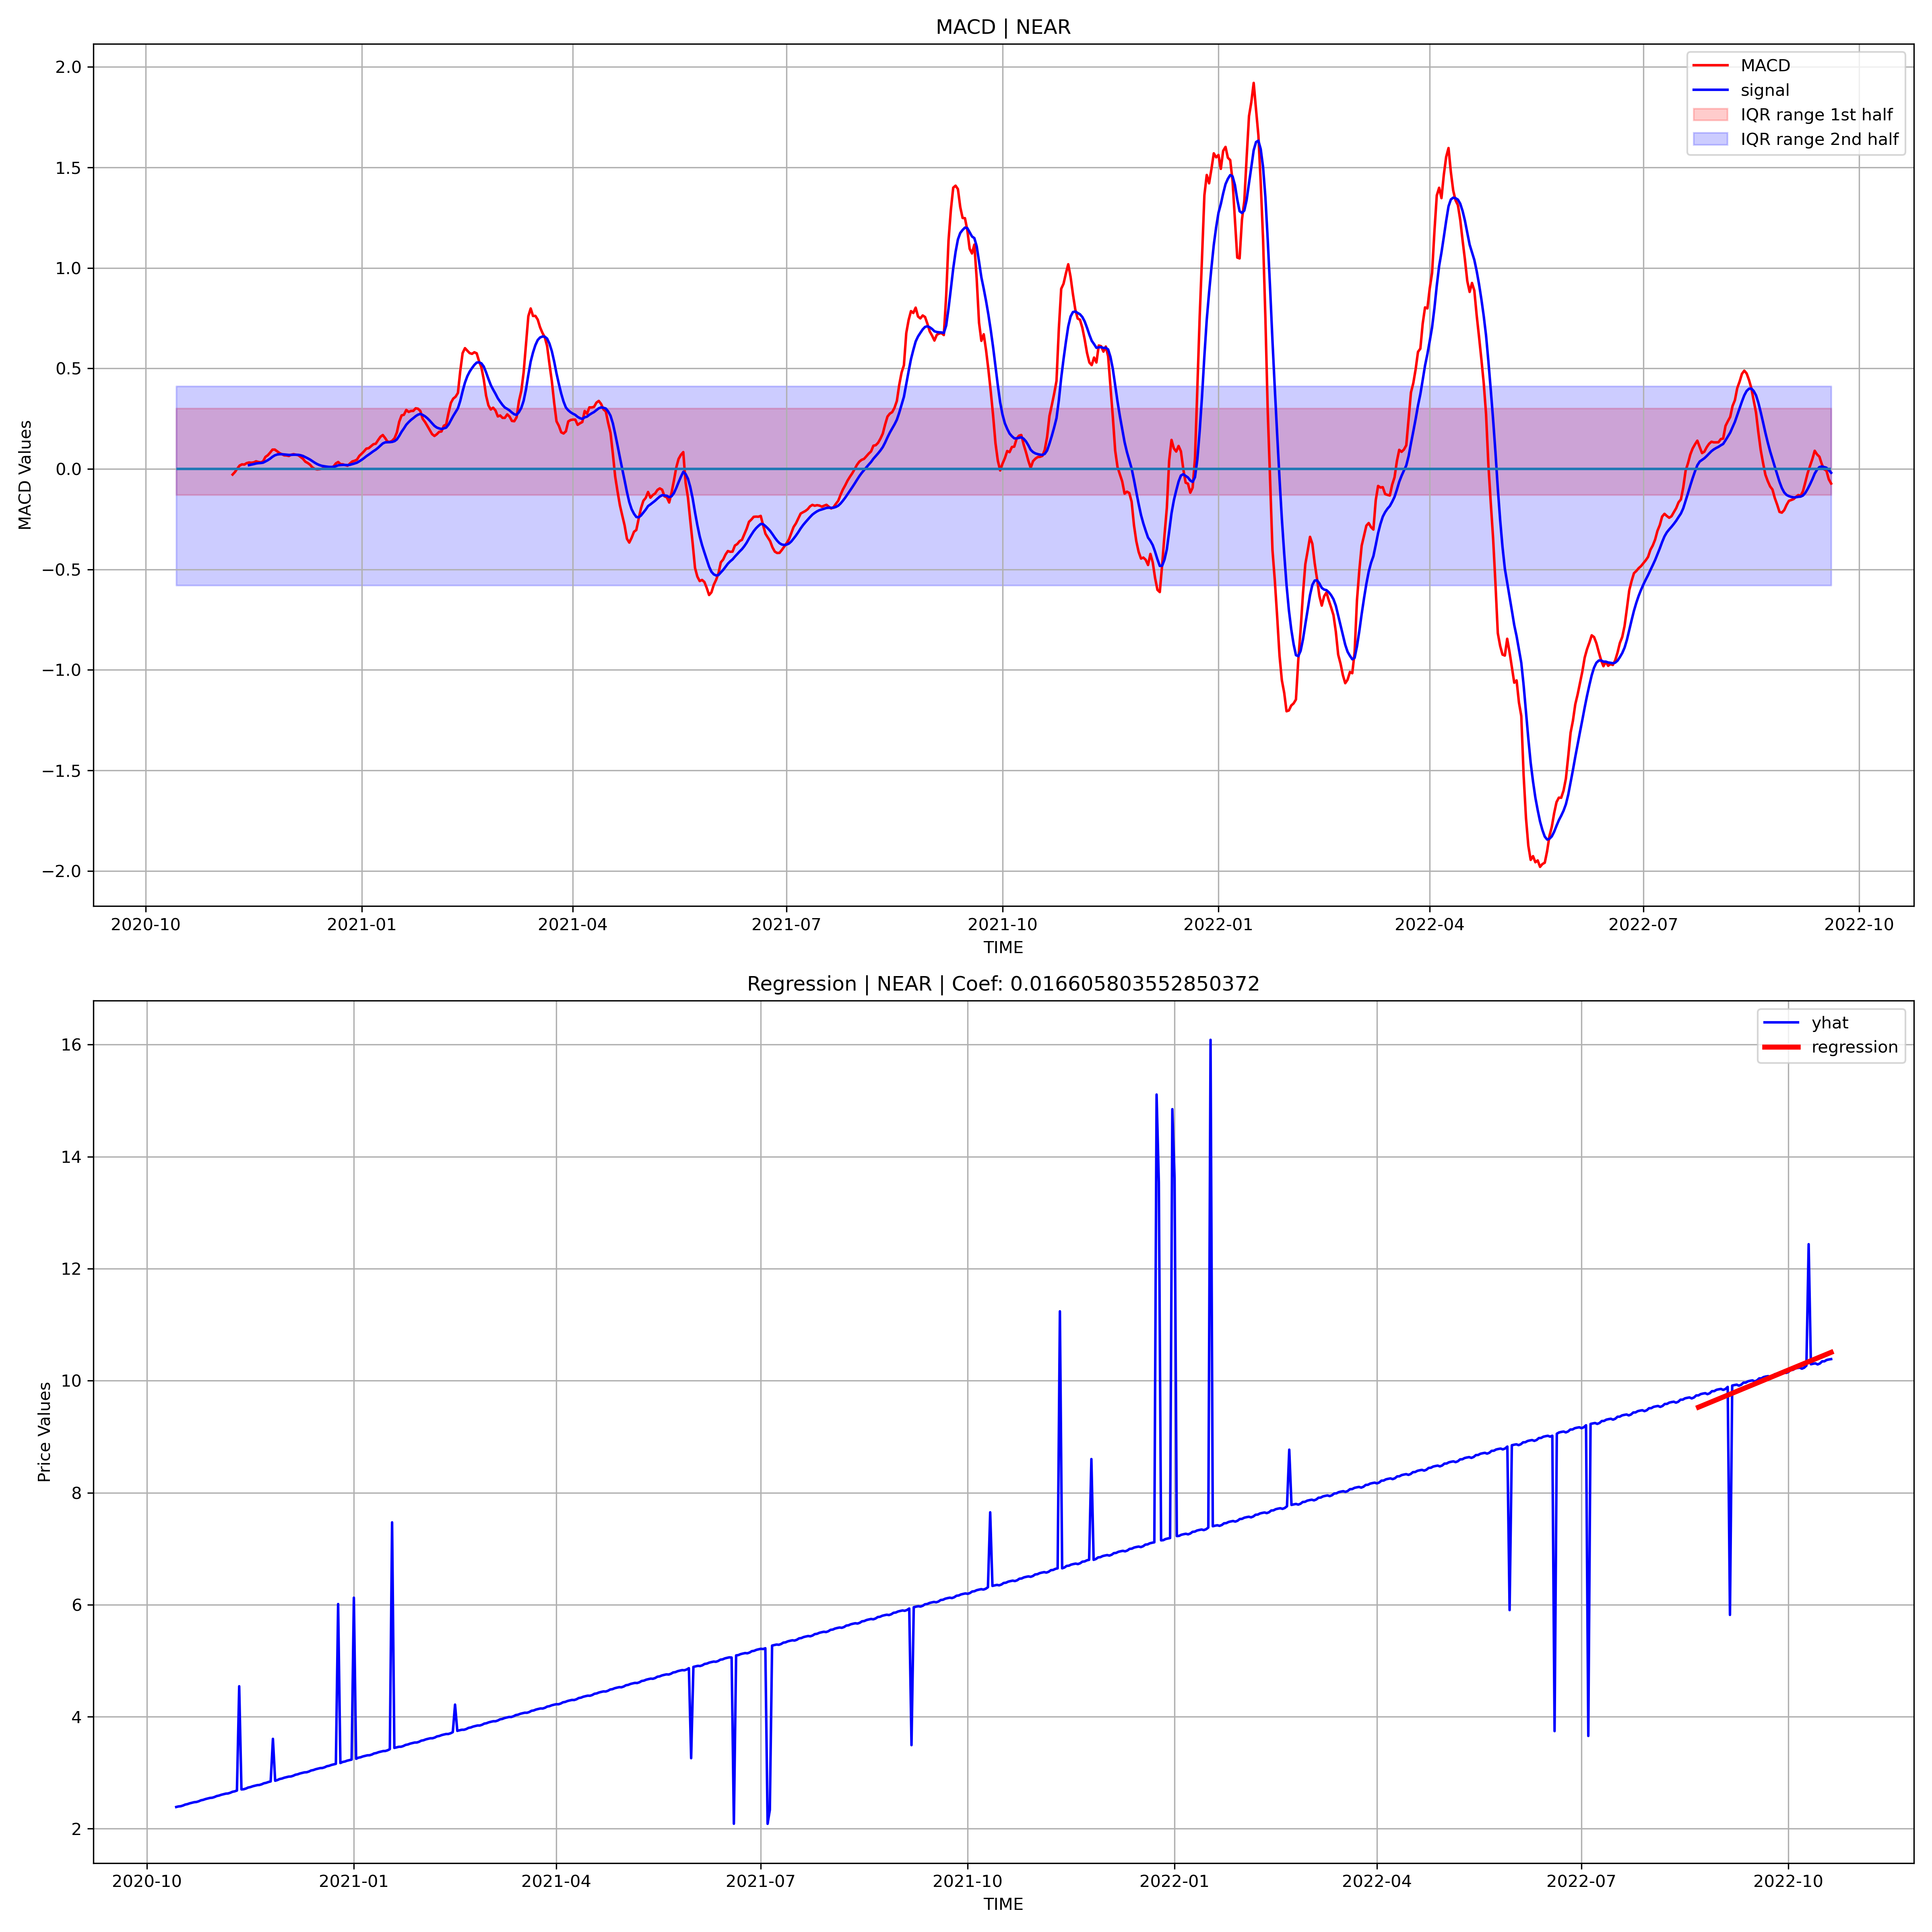 MACD | NEAR
MACD
signal
IQR range 1st half
IQR range 2nd half
2.0
1.5
1.0
0.5
0.0
−0.5
−1.0
−1.5
−2.0
MACD Values
2020-10 2021-01 2021-04 2021-07 2021-10 2022-01 2022-04 2022-07 2022-10
TIME
Regression | NEAR | Coef: 0.016605803552850372
yhat
regression
16
14
12
10
8
6
4
2
Price Values
2020-10 2021-01 2021-04 2021-07 2021-10 2022-01 2022-04 2022-07 2022-10
TIME